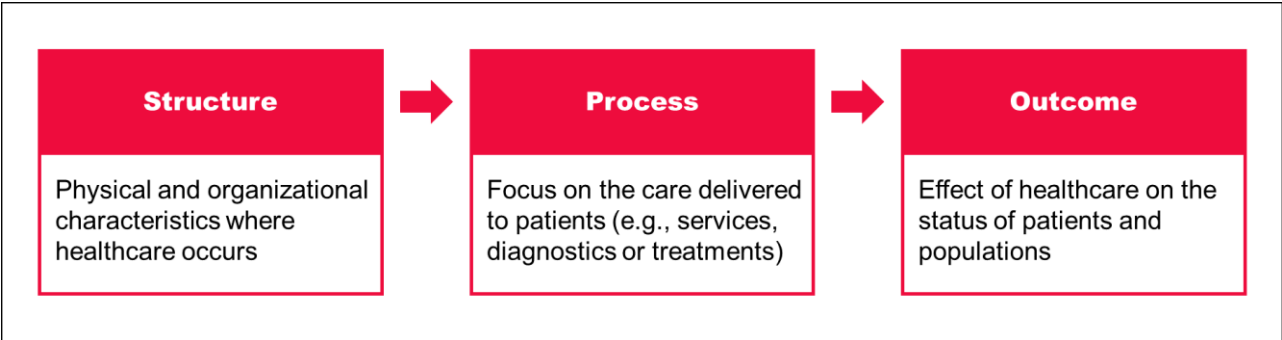 Structure
Physical and organizational
characteristics where
healthcare occurs
Process
Focus on the care delivered
to patients (e.g., services,
diagnostics or treatments)
Outcome
Effect of healthcare on the
status of patients and
populations